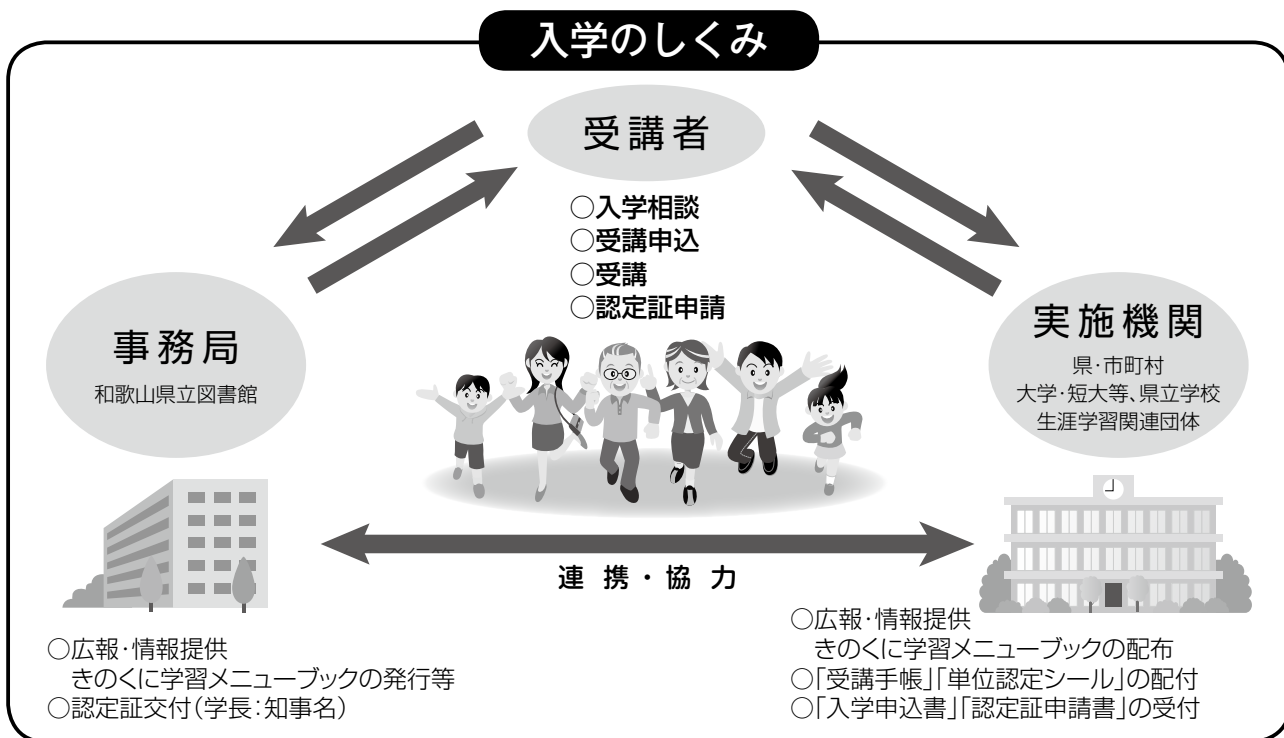 入学のしくみ
受講者
○入学相談
○受講申込
○受講
○認定証申請
事務局
和歌山県立図書館
実施機関
県・市町村
大学・短大等、県立学校
生涯学習関連団体
連携・協力
○広報・情報提供
きのくに学習メニューブックの発行等
○認定証交付(学長:知事名)
○広報・情報提供
きのくに学習メニューブックの配布
○「受講手帳」「単位認定シール」の配付
○「入学申込書」「認定証申請書」の受付